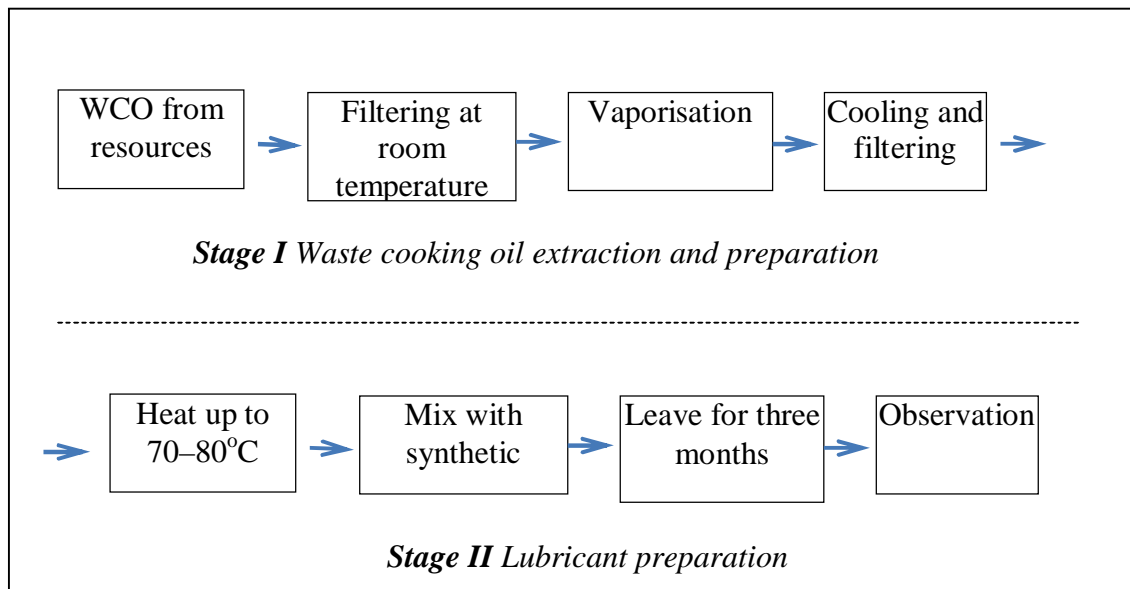 WCO from
resources
Filtering at
room
temperature
Vaporisation
Cooling and
filtering
Stage I Waste cooking oil extraction and preparation
Heat up to
70–80°C
Mix with
synthetic
Leave for three
months
Observation
Stage II Lubricant preparation